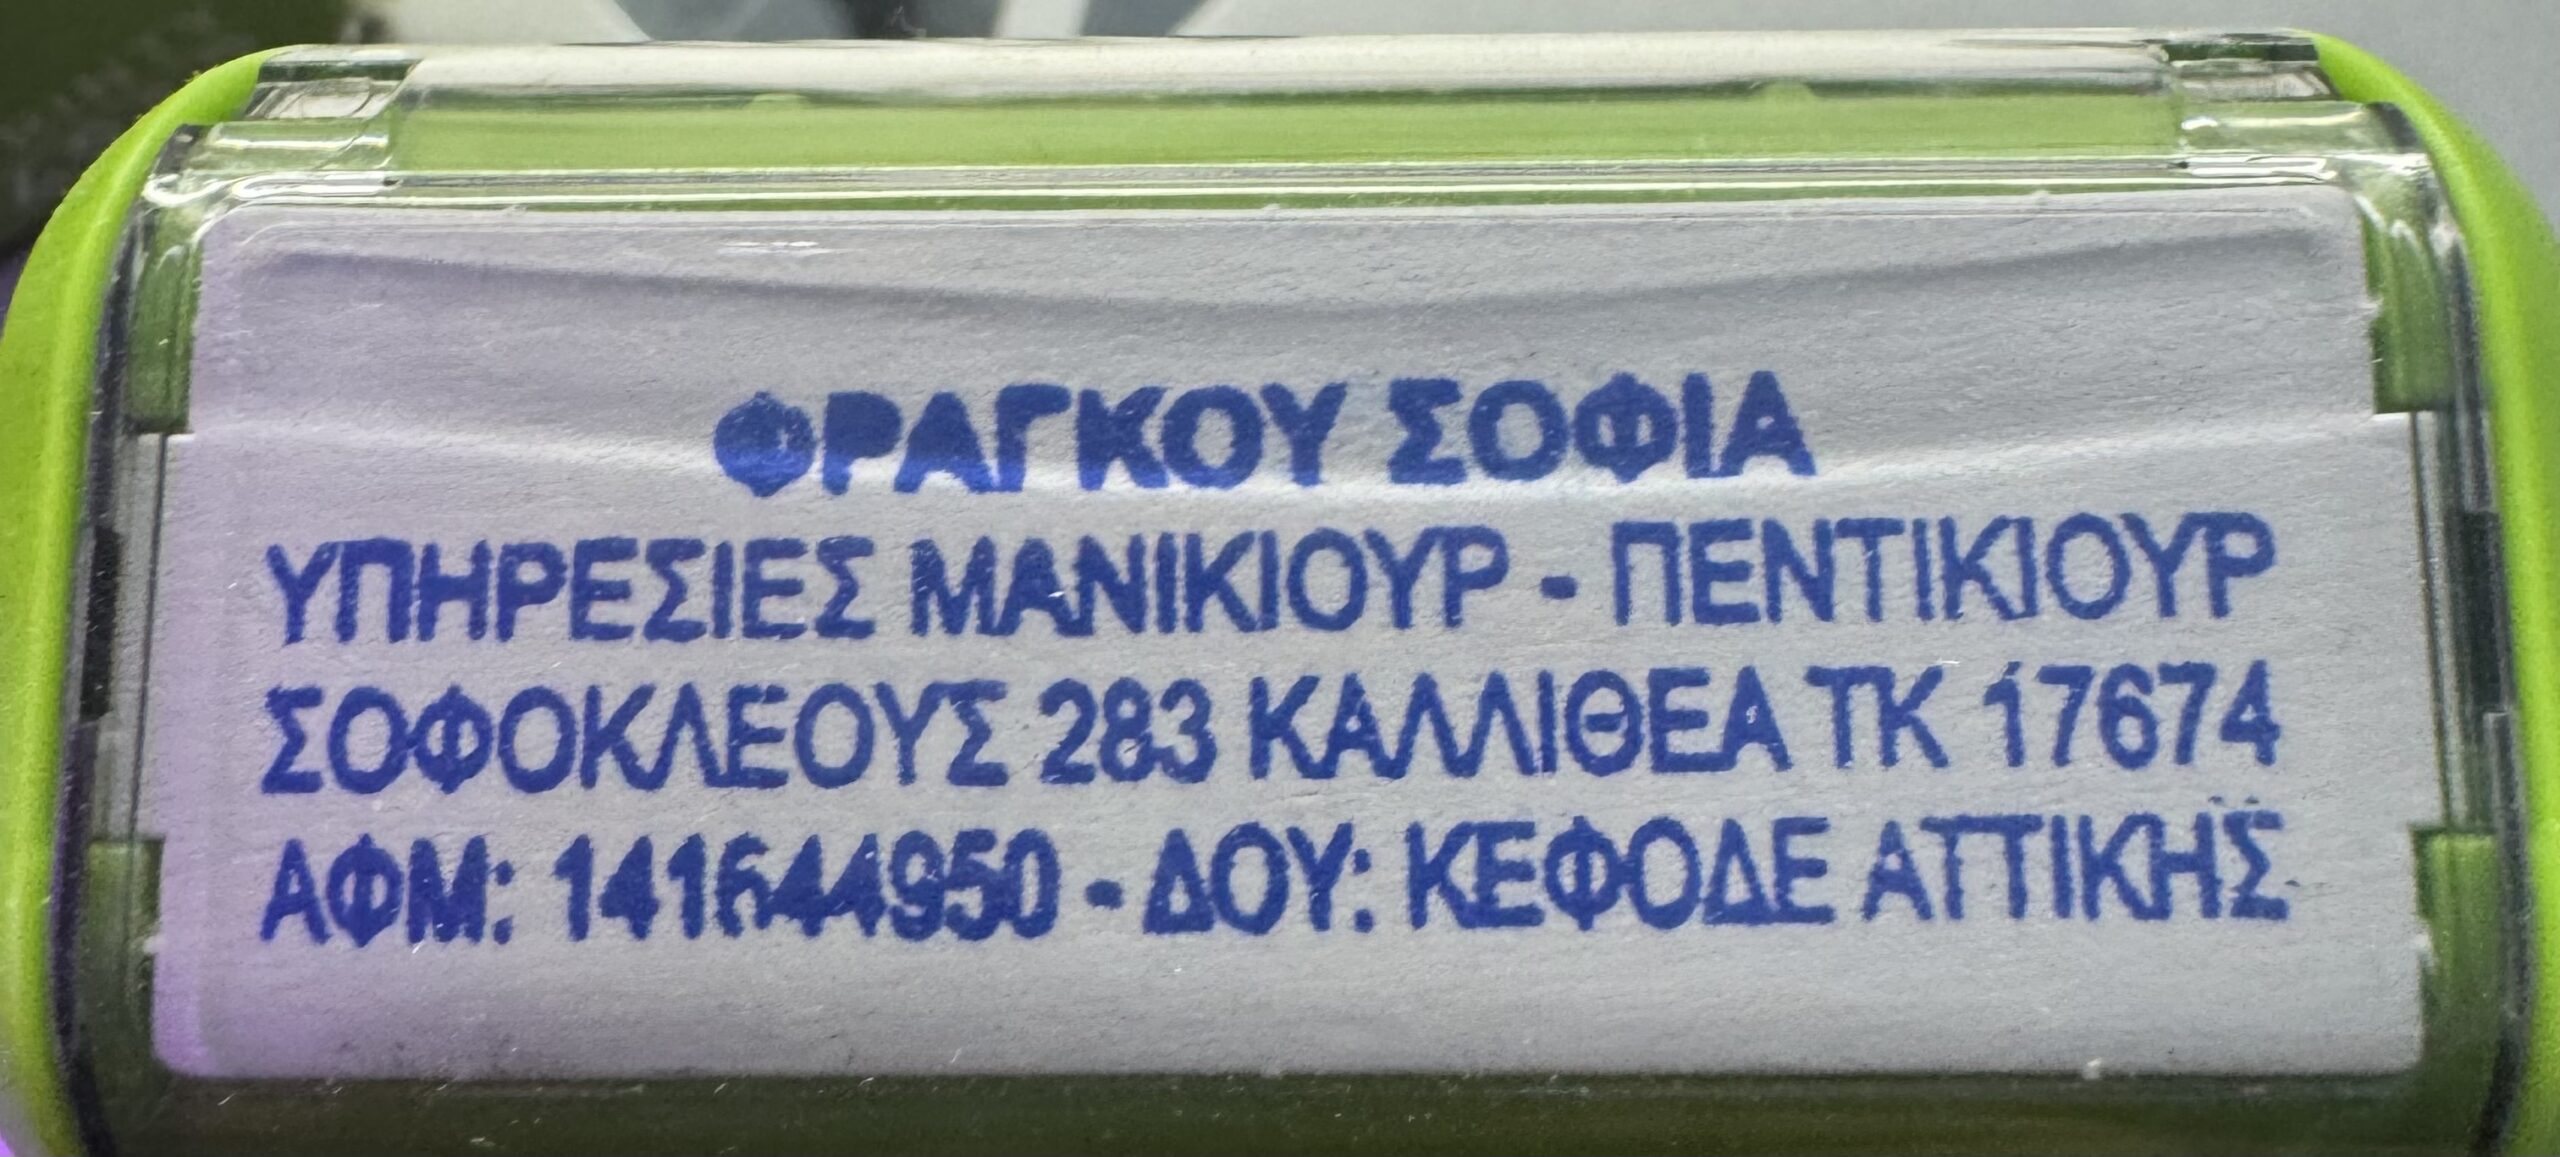 ΦΡΑΓΚΟΥ ΣΟΦΙΑ
ΥΠΗΡΕΣΙΕΣ ΜΑΝΙΚΙΟΥΡ - ΠΕΝΤΙΚΙΟΥΡ
ΣΟΦΟΚΛΕΟΥΣ 283 ΚΑΛΛΙΘΕΑ ΤΚ 17674
ΑΦΜ: 141644950 - ΔΟΥ: ΚΕΦΟΔΕ ΑΤΤΙΚΗΣ